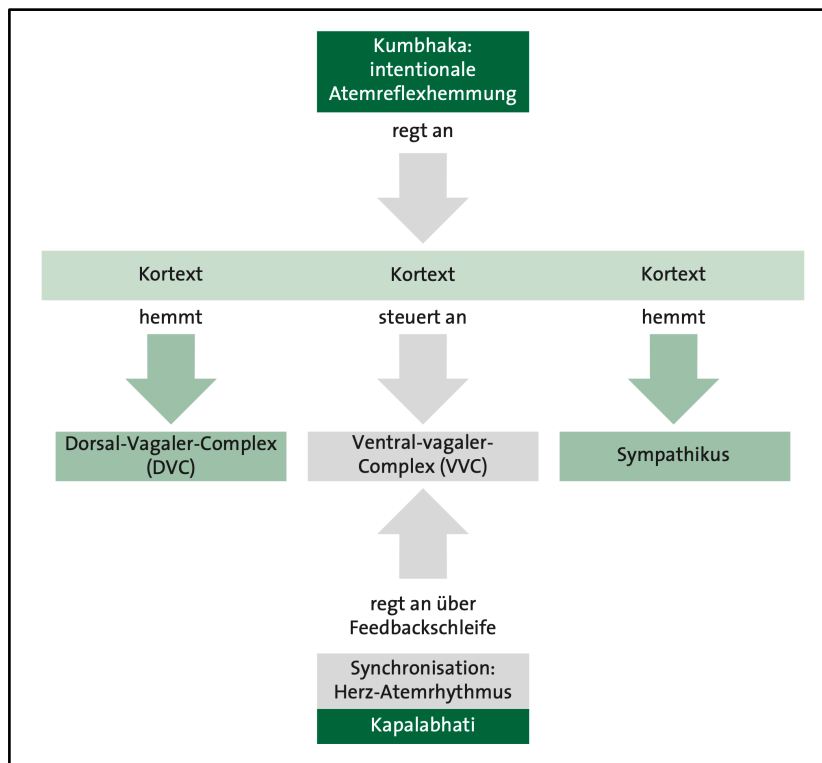 Kumbhaka:
intentionale
Atemreflexhemmung
regt an
Kortext
Kortext
Kortext
hemmt
steuert an
hemmt
Dorsal-Vagaler-Complex
(DVC)
Ventral-vagaler-
Complex (VVC)
Sympathikus
regt an über
Feedbackschleife
Synchronisation:
Herz-Atemrhythmus
Kapalabhati